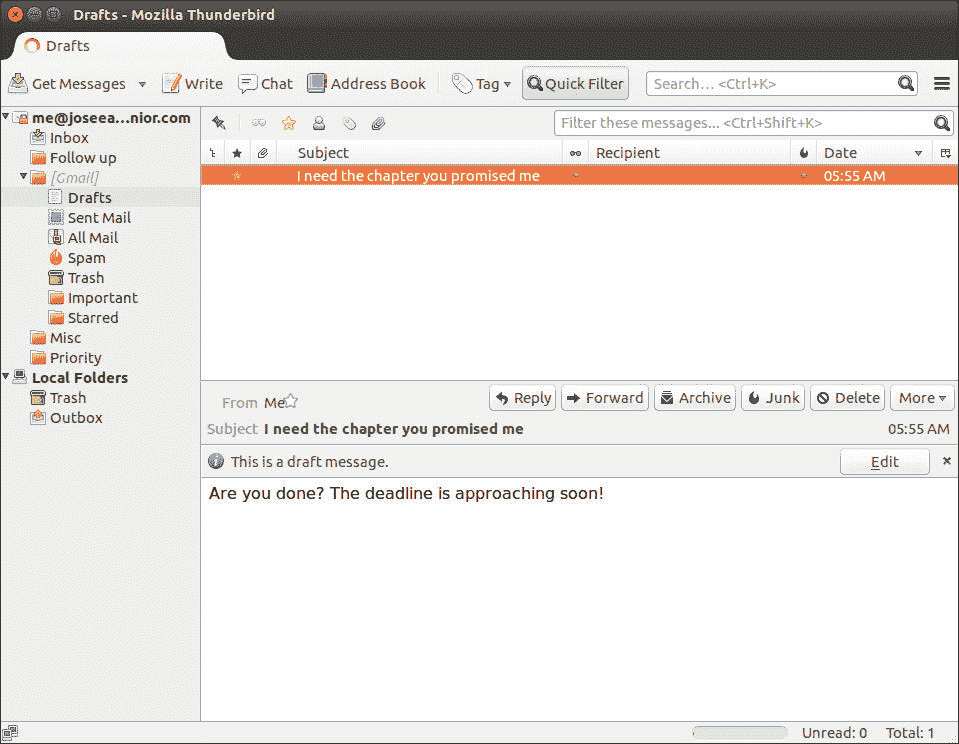 Drafts - Mozilla Thunderbird
Drafts
Get Messages Write Chat Address Book Tag Quick Filter Search... <Ctrl+K>
me@joseea...nior.com
Inbox
Follow up
[Gmail]
Drafts
Sent Mail
All Mail
Spam
Trash
Important
Starred
Misc
Priority
Local Folders
Trash
Outbox
Filter these messages... <Ctrl+Shift+K>
Subject Recipient Date
I need the chapter you promised me 05:55 AM
From Me Reply Forward Archive Junk Delete More
Subject I need the chapter you promised me 05:55 AM
This is a draft message. Edit
Are you done? The deadline is approaching soon!
Unread: 0 Total: 1